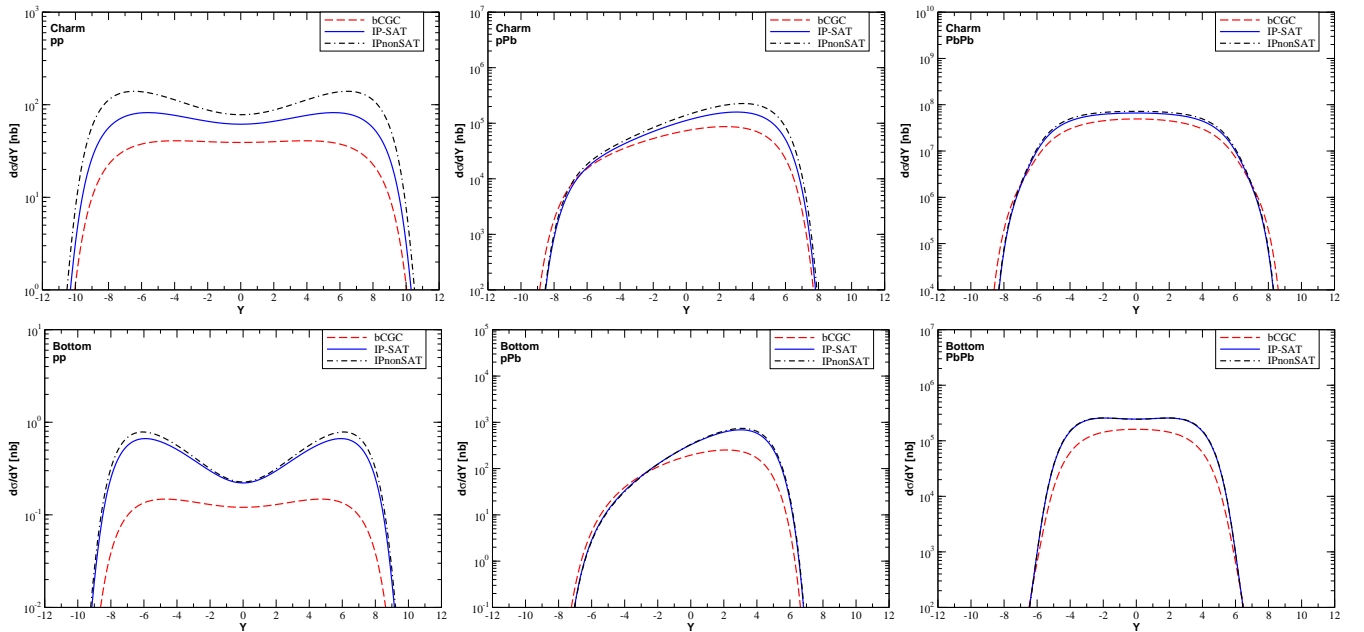 10^3
10^2
10^1
10^0
dσ/dY [nb]
Charm
pp
bCGC
IP-SAT
IPnonSAT
-12 -10 -8 -6 -4 -2 0 2 4 6 8 10 12
Y
10^7
10^6
10^5
10^4
10^3
10^2
dσ/dY [nb]
Charm
pPb
bCGC
IP-SAT
IPnonSAT
-12 -10 -8 -6 -4 -2 0 2 4 6 8 10 12
Y
10^10
10^9
10^8
10^7
10^6
10^5
10^4
dσ/dY [nb]
Charm
PbPb
bCGC
IP-SAT
IPnonSAT
-12 -10 -8 -6 -4 -2 0 2 4 6 8 10 12
Y
10^1
10^0
10^-1
10^-2
dσ/dY [nb]
Bottom
pp
bCGC
IP-SAT
IPnonSAT
-12 -10 -8 -6 -4 -2 0 2 4 6 8 10 12
Y
10^5
10^4
10^3
10^2
10^1
10^0
10^-1
dσ/dY [nb]
Bottom
pPb
bCGC
IP-SAT
IPnonSAT
-12 -10 -8 -6 -4 -2 0 2 4 6 8 10 12
Y
10^7
10^6
10^5
10^4
10^3
10^2
dσ/dY [nb]
Bottom
PbPb
bCGC
IP-SAT
IPnonSAT
-12 -10 -8 -6 -4 -2 0 2 4 6 8 10 12
Y